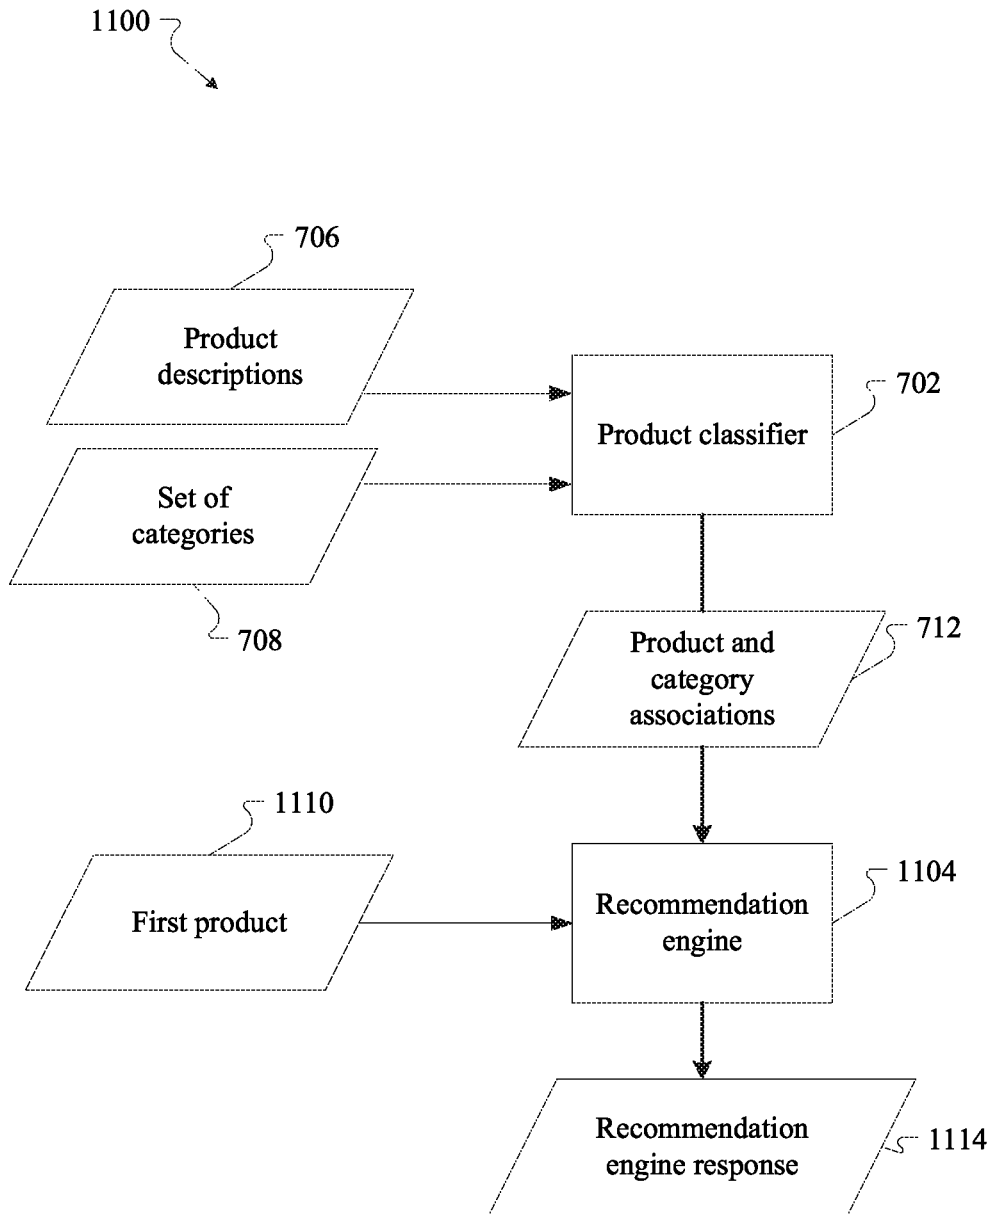 1100
706
Product
descriptions
702
Product classifier
Set of
categories
708
712
Product and
category
associations
1110
First product
1104
Recommendation
engine
Recommendation
engine response
1114